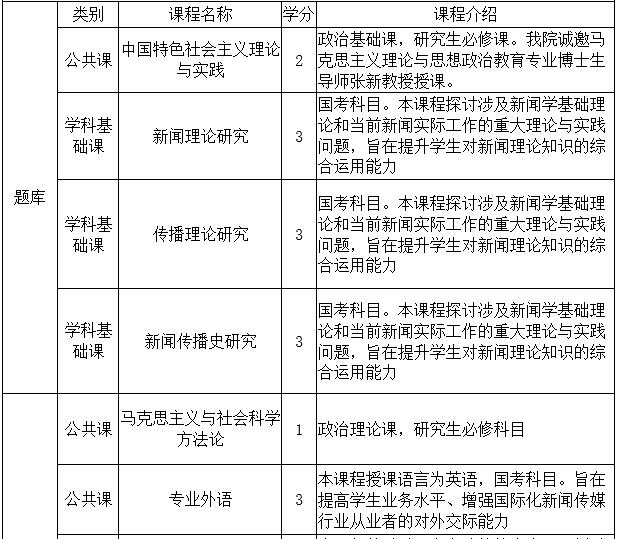 类别 课程名称 学分 课程介绍
题库
公共课
中国特色社会主义理论
与实践
2
政治基础课，研究生必修课。我院诚邀马
克思主义理论与思想政治教育专业博士生
导师张新教授授课。
学科基
础课
新闻理论研究
3
国考科目。本课程探讨涉及新闻学基础理
论和当前新闻实际工作的重大理论与实践
问题，旨在提升学生对新闻理论知识的综
合运用能力
学科基
础课
传播理论研究
3
国考科目。本课程探讨涉及新闻学基础理
论和当前新闻实际工作的重大理论与实践
问题，旨在提升学生对新闻理论知识的综
合运用能力
学科基
础课
新闻传播史研究
3
国考科目。本课程探讨涉及新闻学基础理
论和当前新闻实际工作的重大理论与实践
问题，旨在提升学生对新闻理论知识的综
合运用能力
公共课
马克思主义与社会科学
方法论
1
政治理论课，研究生必修科目
公共课
专业外语
3
本课程授课语言为英语，国考科目。旨在
提高学生业务水平、增强国际化新闻传媒
行业从业者的对外交际能力